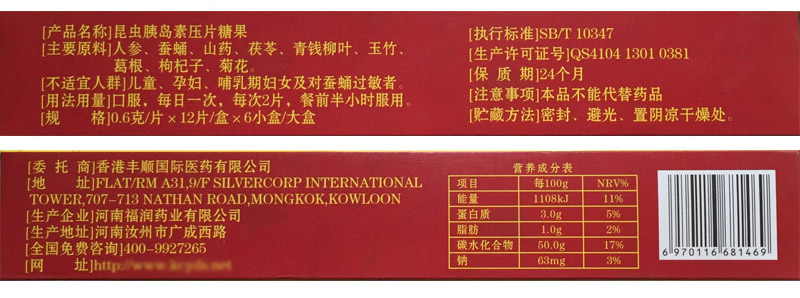 [产品名称]昆虫胰岛素压片糖果
[主要原料]人参、蚕蛹、山药、茯苓、青钱柳叶、玉竹、
葛根、枸杞子、菊花。
[不适宜人群]儿童、孕妇、哺乳期妇女及对蚕蛹过敏者。
[用法用量]口服，每日一次，每次2片，餐前半小时服用。
[规 格]0.6克/片×12片/盒×6小盒/大盒
[执行标准]SB/T 10347
[生产许可证号]QS4104 1301 0381
[保 质 期]24个月
[注意事项]本品不能代替药品
[贮藏方法]密封、避光、置阴凉干燥处。
[委 托 商]香港丰顺国际医药有限公司
[地 址]FLAT/RM A31,9/F SILVERCORP INTERNATIONAL
TOWER,707-713 NATHAN ROAD,MONGKOK,KOWLOON
[生产企业]河南福润药业有限公司
[生产地址]河南汝州市广成西路
[全国免费咨询]400-9927265
[网 址]
营养成分表
项目 每100g NRV%
能量 1108kJ 11%
蛋白质 3.0g 5%
脂肪 1.0g 2%
碳水化合物 50.0g 17%
钠 63mg 3%
6 970116 681469